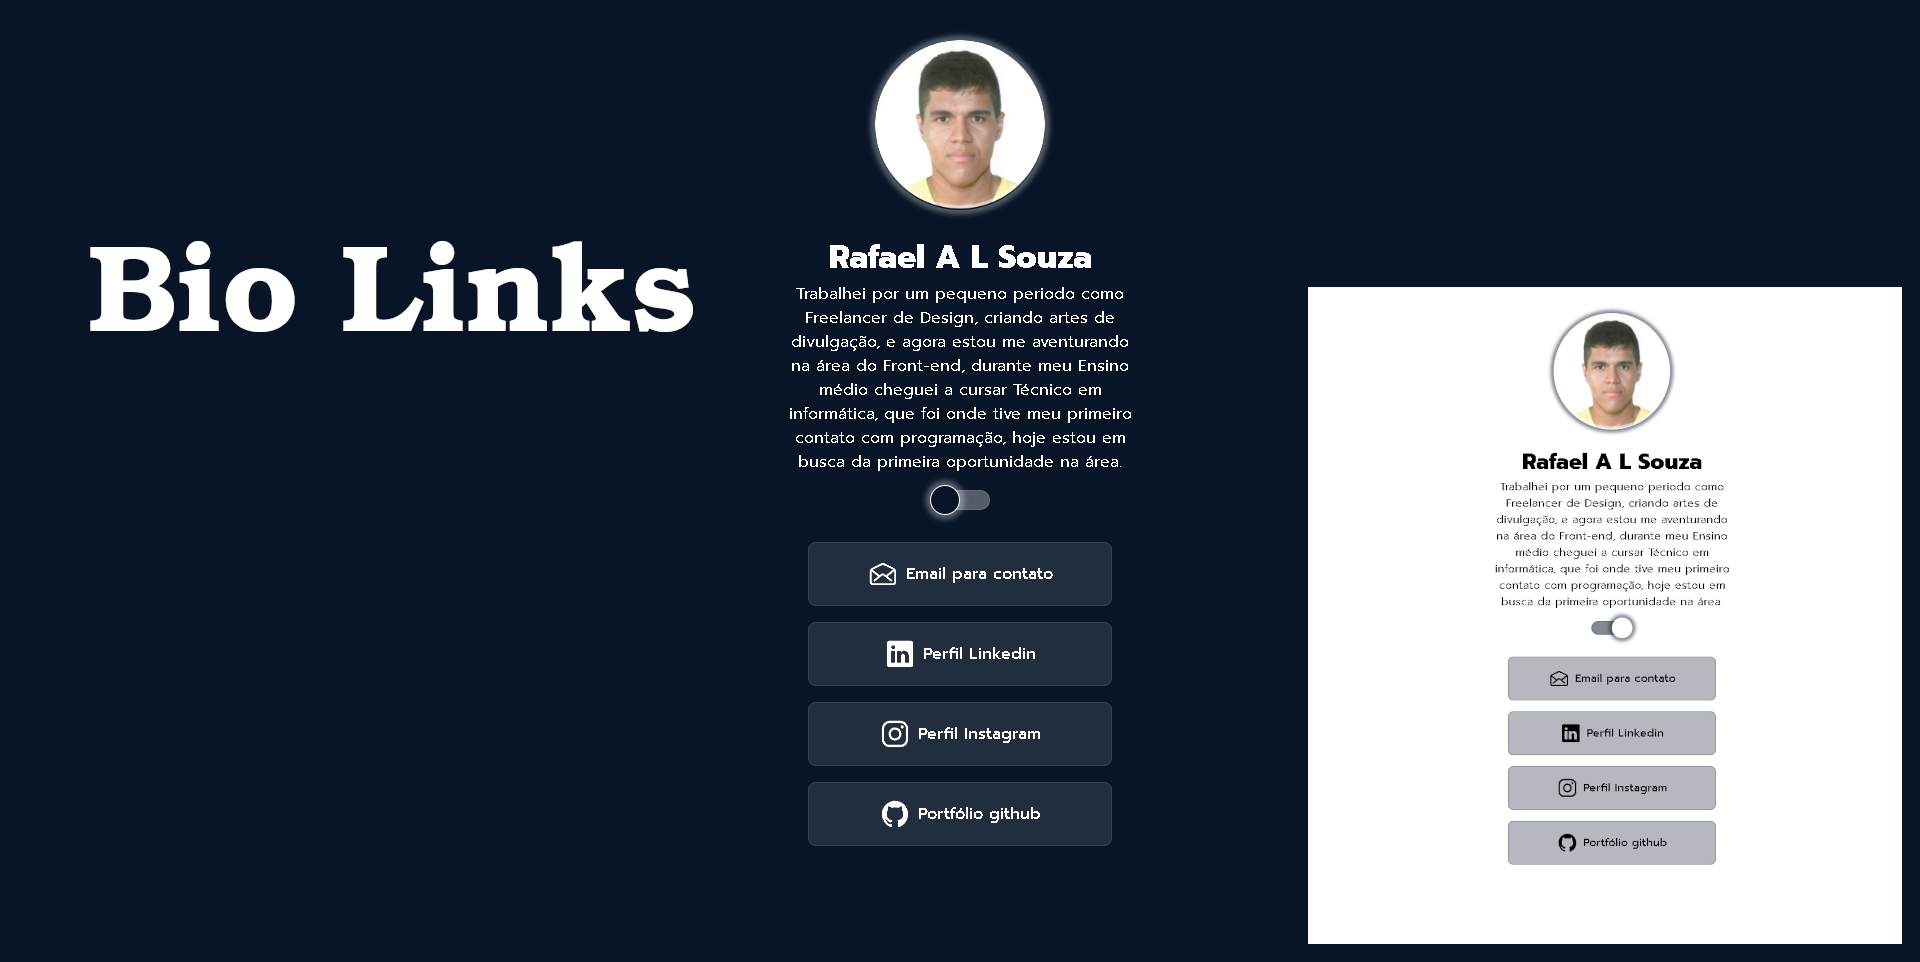 Bio Links
Rafael A L Souza
Trabalhei por um pequeno periodo como
Freelancer de Design, criando artes de
divulgação, e agora estou me aventurando
na área do Front-end, durante meu Ensino
médio cheguei a cursar Técnico em
informática, que foi onde tive meu primeiro
contato com programação, hoje estou em
busca da primeira oportunidade na área.
Email para contato
Perfil Linkedin
Perfil Instagram
Portfólio github
Rafael A L Souza
Trabalhei por um pequeno periodo como
Freelancer de Design, criando artes de
divulgação, e agora estou me aventurando
na área do Front-end, durante meu Ensino
médio cheguei a cursar Técnico em
informática, que foi onde tive meu primeiro
contato com programação, hoje estou em
busca da primeira oportunidade na área.
Email para contato
Perfil Linkedin
Perfil Instagram
Portfólio github